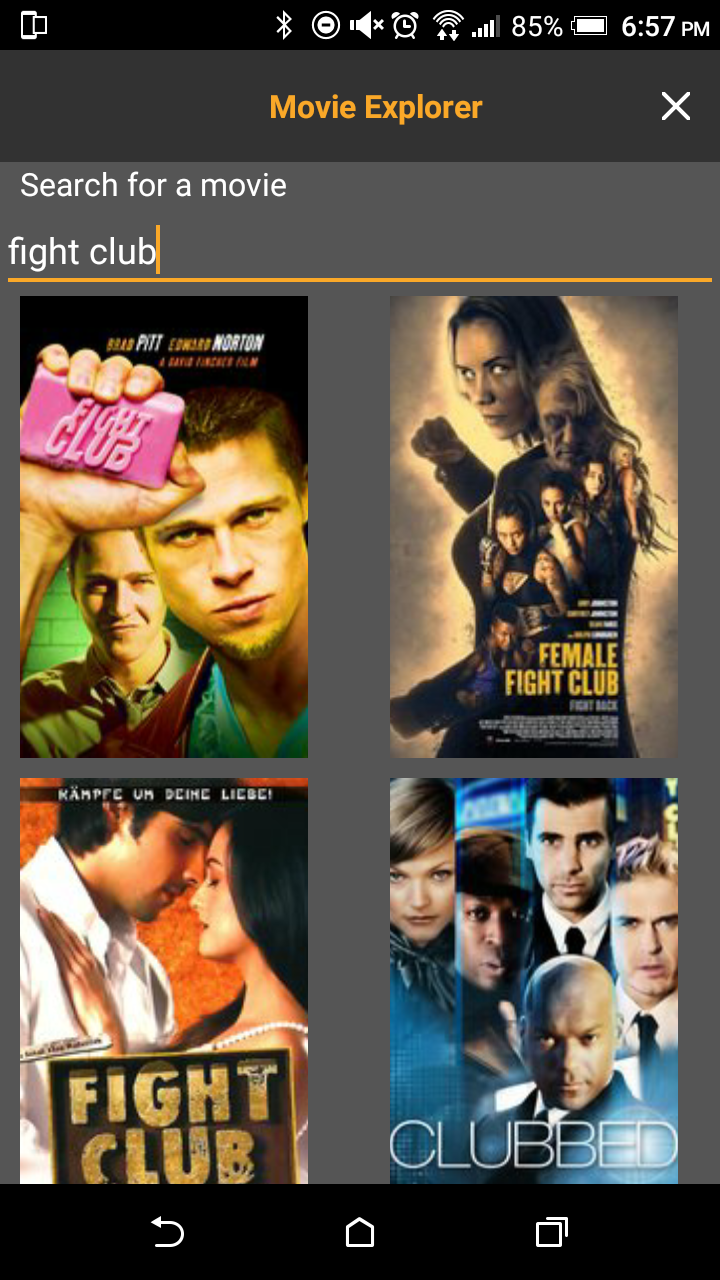 85% 6:57 PM
Movie Explorer
Search for a movie
fight club
BRAD PITT EDWARD NORTON
A DAVID FINCHER FILM
FIGHT
CLUB
FEMALE
FIGHT CLUB
FIGHT BACK
KÄMPFE UM DEINE LIEBE!
FIGHT
CLUB
CLUBBED